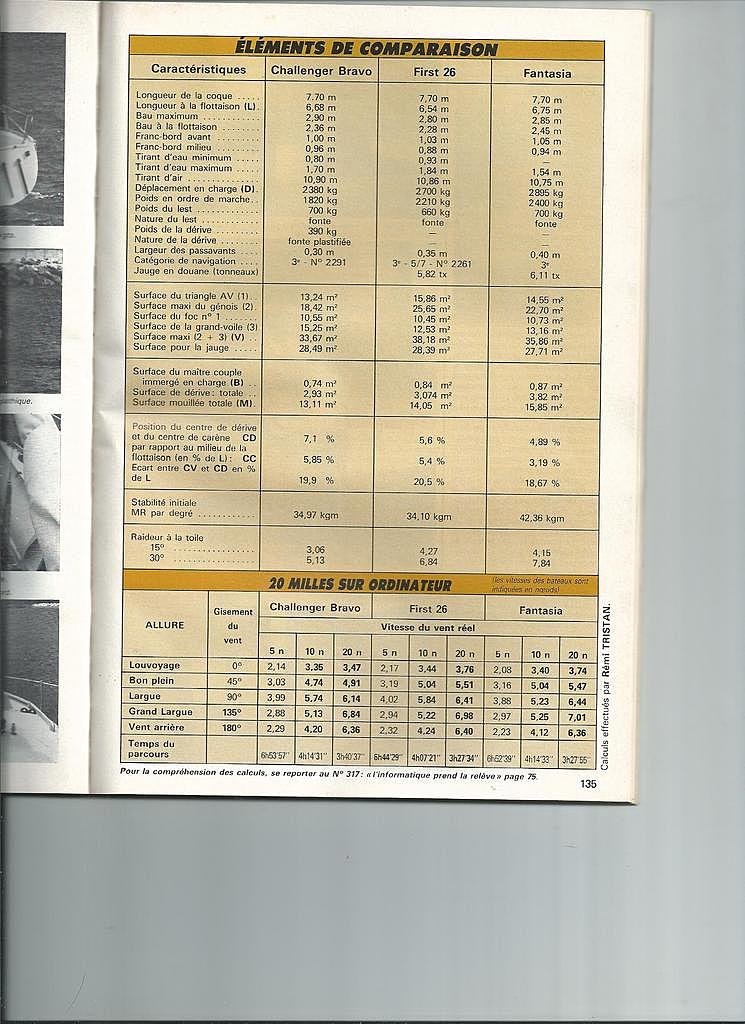 ÉLÉMENTS DE COMPARAISON
Caractéristiques Challenger Bravo First 26 Fantasia
Longueur de la coque ..... 7,70 m 7,70 m 7,70 m
Longueur à la flottaison (L). 6,68 m 6,54 m 6,75 m
Bau maximum ........... 2,90 m 2,80 m 2,85 m
Bau à la flottaison ........ 2,36 m 2,28 m 2,45 m
Franc-bord avant ......... 1,00 m 1,03 m 1,05 m
Franc-bord milieu ......... 0,96 m 0,88 m 0,94 m
Tirant d'eau minimum .... 0,80 m 0,93 m —
Tirant d'eau maximum .... 1,70 m 1,84 m 1,54 m
Tirant d'air .............. 10,90 m 10,86 m 10,75 m
Déplacement en charge (D). 2380 kg 2700 kg 2895 kg
Poids en ordre de marche.. 1820 kg 2210 kg 2400 kg
Poids du lest ............. 700 kg 660 kg 700 kg
Nature du lest ............ fonte fonte fonte
Poids de la dérive ........ 390 kg — —
Nature de la dérive ....... fonte plastifiée — —
Largeur des passavants .... 0,30 m 0,35 m 0,40 m
Catégorie de navigation .... 3e - N° 2291 3e - 5/7 - N° 2261 3e
Jauge en douane (tonneaux) 5,82 tx 6,11 tx
Surface du triangle AV (1).. 13,24 m² 15,86 m² 14,55 m²
Surface maxi du génois (2). 18,42 m² 25,65 m² 22,70 m²
Surface du foc n° 1 ....... 10,55 m² 10,45 m² 10,73 m²
Surface de la grand-voile (3) 15,25 m² 12,53 m² 13,16 m²
Surface maxi (2 + 3) (V) .. 33,67 m² 38,18 m² 35,86 m²
Surface pour la jauge ..... 28,49 m² 28,39 m² 27,71 m²
Surface du maître couple
immergé en charge (B) .. 0,74 m² 0,84 m² 0,87 m²
Surface de dérive: totale .. 2,93 m² 3,074 m² 3,82 m²
Surface mouillée totale (M). 13,11 m² 14,05 m² 15,85 m²
Position du centre de dérive
et du centre de carène CD 7,1 % 5,6 % 4,89 %
par rapport au milieu de la
flottaison (en % de L): CC 5,85 % 5,4 % 3,19 %
Ecart entre CV et CD en %
de L 19,9 % 20,5 % 18,67 %
Stabilité initiale
MR par degré ............ 34,97 kgm 34,10 kgm 42,36 kgm
Raideur à la toile
15° ................. 3,06 4,27 4,15
30° ................. 5,13 6,84 7,84
20 MILLES SUR ORDINATEUR
(les vitesses des bateaux sont
indiquées en nœuds)
ALLURE Gisement du vent Challenger Bravo First 26 Fantasia
Vitesse du vent réel
5 n 10 n 20 n 5 n 10 n 20 n 5 n 10 n 20 n
Louvoyage 0° 2,14 3,35 3,47 2,17 3,44 3,76 2,08 3,40 3,74
Bon plein 45° 3,03 4,74 4,91 3,19 5,04 5,51 3,16 5,04 5,47
Largue 90° 3,99 5,74 6,14 4,02 5,84 6,41 3,88 5,23 6,44
Grand Largue 135° 2,88 5,13 6,84 2,94 5,22 6,98 2,97 5,25 7,01
Vent arrière 180° 2,29 4,20 6,36 2,32 4,24 6,40 2,23 4,12 6,36
Temps du
parcours 6h53'57" 4h14'31" 3h40'37" 6h44'29" 4h07'21" 3h27'34" 6h52'39" 4h14'33" 3h27'55"
Calculs effectués par Rémi TRISTAN.
Pour la compréhension des calculs, se reporter au N° 317: «l'informatique prend la relève» page 75.
135